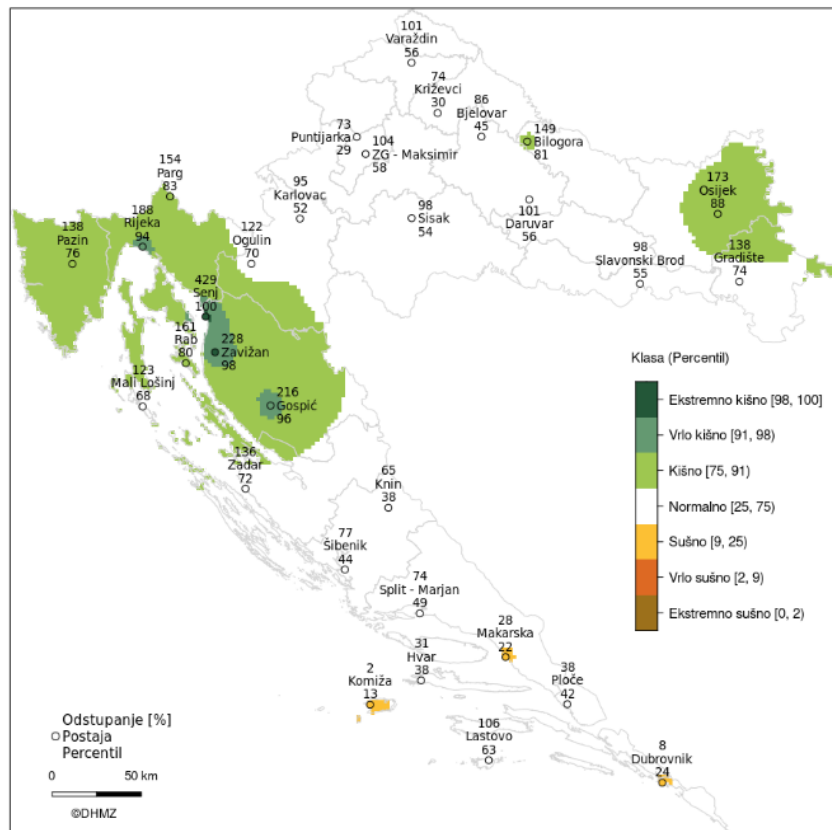 101
Varaždin
56
74
Križevci
30
86
Bjelovar
45
73
Puntijarka
29
104
ZG - Maksimir
58
149
Bilogora
81
154
Parg
83
173
Osijek
88
95
Karlovac
52
188
Rijeka
94
138
Pazin
76
122
Ogulin
70
98
Sisak
54
101
Daruvar
56
98
Slavonski Brod
55
138
Gradište
74
429
Senj
100
161
Rab
80
228
Zavižan
98
123
Mali Lošinj
68
216
Gospić
96
Klasa (Percentil)
Ekstremno kišno [98, 100]
Vrlo kišno [91, 98)
Kišno [75, 91)
Normalno [25, 75)
Sušno [9, 25)
Vrlo sušno [2, 9)
Ekstremno sušno [0, 2)
136
Zadar
72
65
Knin
38
77
Šibenik
44
74
Split - Marjan
49
28
Makarska
22
31
Hvar
38
2
Komiža
13
38
Ploče
42
106
Lastovo
63
8
Dubrovnik
24
Odstupanje [%]
Postaja
Percentil
0 50 km
©DHMZ